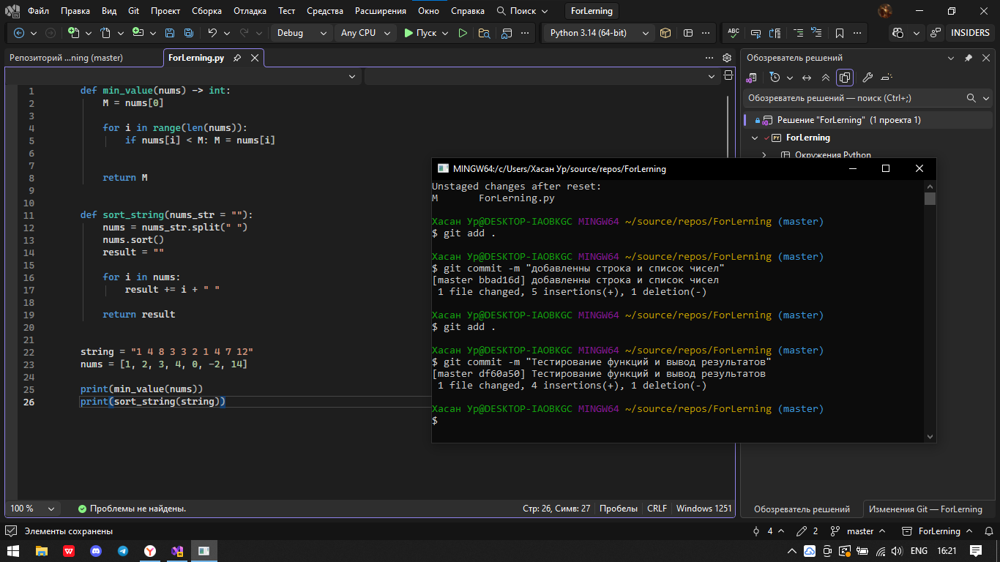 Файл Правка Вид Git Проект Сборка Отладка Тест Средства Расширения Окно Справка Поиск ForLerning
Debug Any CPU Пуск Python 3.14 (64-bit) ABC INSIDERS
Репозиторий ...ning (master) ForLerning.py
1 def min_value(nums) -> int:
2 M = nums[0]
3
4 for i in range(len(nums)):
5 if nums[i] < M: M = nums[i]
6
7
8 return M
9
10
11 def sort_string(nums_str = ""):
12 nums = nums_str.split(" ")
13 nums.sort()
14 result = ""
15
16 for i in nums:
17 result += i + " "
18
19 return result
20
21
22 string = "1 4 8 3 3 2 1 4 7 12"
23 nums = [1, 2, 3, 4, 0, -2, 14]
24
25 print(min_value(nums))
26 print(sort_string(string))
100 % Проблемы не найдены. Стр: 26, Симв: 27 Пробелы CRLF Windows 1251
MINGW64:/c/Users/Хасан Ур/source/repos/ForLerning
Unstaged changes after reset:
M ForLerning.py
Хасан Ур@DESKTOP-IAOBKGC MINGW64 ~/source/repos/ForLerning (master)
$ git add .
Хасан Ур@DESKTOP-IAOBKGC MINGW64 ~/source/repos/ForLerning (master)
$ git commit -m "добавленны строка и список чисел"
[master bbad16d] добавленны строка и список чисел
1 file changed, 5 insertions(+), 1 deletion(-)
Хасан Ур@DESKTOP-IAOBKGC MINGW64 ~/source/repos/ForLerning (master)
$ git add .
Хасан Ур@DESKTOP-IAOBKGC MINGW64 ~/source/repos/ForLerning (master)
$ git commit -m "Тестирование функций и вывод результатов"
[master df60a50] Тестирование функций и вывод результатов
1 file changed, 4 insertions(+), 1 deletion(-)
Хасан Ур@DESKTOP-IAOBKGC MINGW64 ~/source/repos/ForLerning (master)
$
Обозреватель решений
Обозреватель решений — поиск (Ctrl+;)
Решение "ForLerning" (1 проекта 1)
PY ForLerning
Окружения Python
Обозреватель решений Изменения Git — ForLerning
Элементы сохранены 4 2 master ForLerning
ENG 16:21